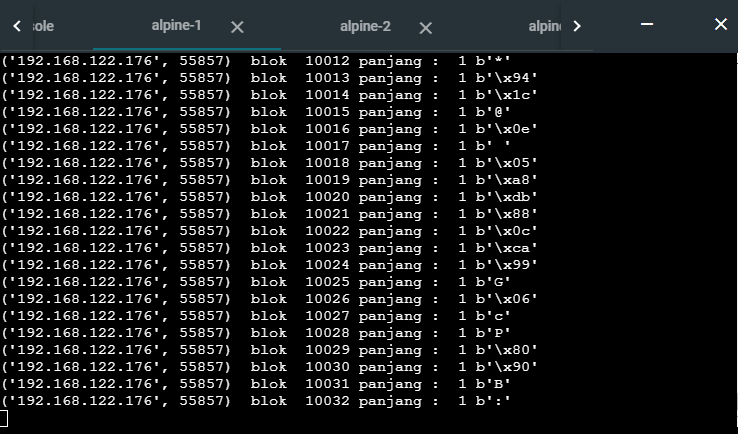 ole alpine-1 alpine-2 alpin
('192.168.122.176', 55857)  blok  10012 panjang :  1 b'*'
('192.168.122.176', 55857)  blok  10013 panjang :  1 b'\x94'
('192.168.122.176', 55857)  blok  10014 panjang :  1 b'\x1c'
('192.168.122.176', 55857)  blok  10015 panjang :  1 b'@'
('192.168.122.176', 55857)  blok  10016 panjang :  1 b'\x0e'
('192.168.122.176', 55857)  blok  10017 panjang :  1 b' '
('192.168.122.176', 55857)  blok  10018 panjang :  1 b'\x05'
('192.168.122.176', 55857)  blok  10019 panjang :  1 b'\xa8'
('192.168.122.176', 55857)  blok  10020 panjang :  1 b'\xdb'
('192.168.122.176', 55857)  blok  10021 panjang :  1 b'\x88'
('192.168.122.176', 55857)  blok  10022 panjang :  1 b'\x0c'
('192.168.122.176', 55857)  blok  10023 panjang :  1 b'\xca'
('192.168.122.176', 55857)  blok  10024 panjang :  1 b'\x99'
('192.168.122.176', 55857)  blok  10025 panjang :  1 b'G'
('192.168.122.176', 55857)  blok  10026 panjang :  1 b'\x06'
('192.168.122.176', 55857)  blok  10027 panjang :  1 b'c'
('192.168.122.176', 55857)  blok  10028 panjang :  1 b'P'
('192.168.122.176', 55857)  blok  10029 panjang :  1 b'\x80'
('192.168.122.176', 55857)  blok  10030 panjang :  1 b'\x90'
('192.168.122.176', 55857)  blok  10031 panjang :  1 b'B'
('192.168.122.176', 55857)  blok  10032 panjang :  1 b':'